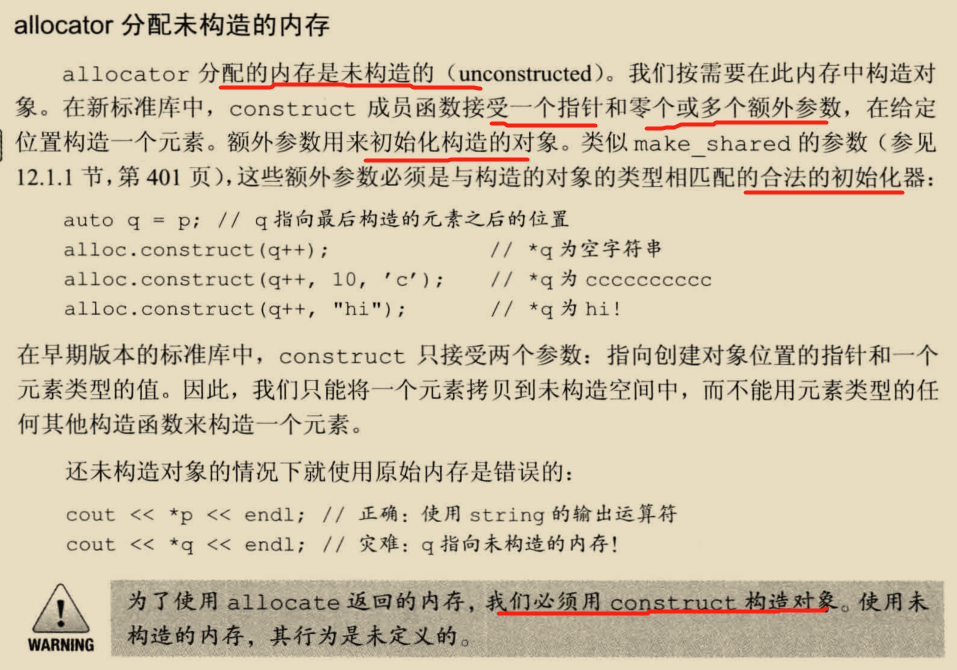 allocator 分配未构造的内存
allocator 分配的内存是未构造的（unconstructed）。我们按需要在此内存中构造对
象。在新标准库中，construct 成员函数接受一个指针和零个或多个额外参数，在给定
位置构造一个元素。额外参数用来初始化构造的对象。类似 make_shared 的参数（参见
12.1.1 节，第 401 页），这些额外参数必须是与构造的对象的类型相匹配的合法的初始化器：
auto q = p; // q 指向最后构造的元素之后的位置
alloc.construct(q++); // *q 为空字符串
alloc.construct(q++, 10, 'c'); // *q 为 cccccccccc
alloc.construct(q++, "hi"); // *q 为 hi!
在早期版本的标准库中，construct 只接受两个参数：指向创建对象位置的指针和一个
元素类型的值。因此，我们只能将一个元素拷贝到未构造空间中，而不能用元素类型的任
何其他构造函数来构造一个元素。
还未构造对象的情况下就使用原始内存是错误的：
cout << *p << endl; // 正确：使用 string 的输出运算符
cout << *q << endl; // 灾难：q 指向未构造的内存！
为了使用 allocate 返回的内存，我们必须用 construct 构造对象。使用未
构造的内存，其行为是未定义的。
WARNING